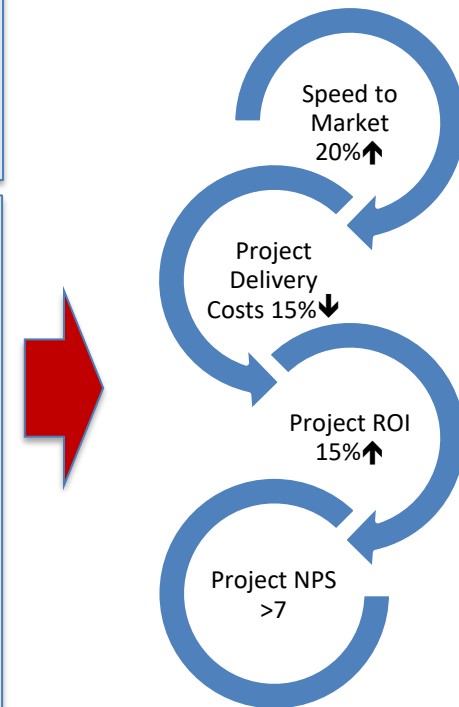 Speed to
Market
20%🡹
Project
Delivery
Costs 15%🡻
Project ROI
15%🡹
Project NPS
>7